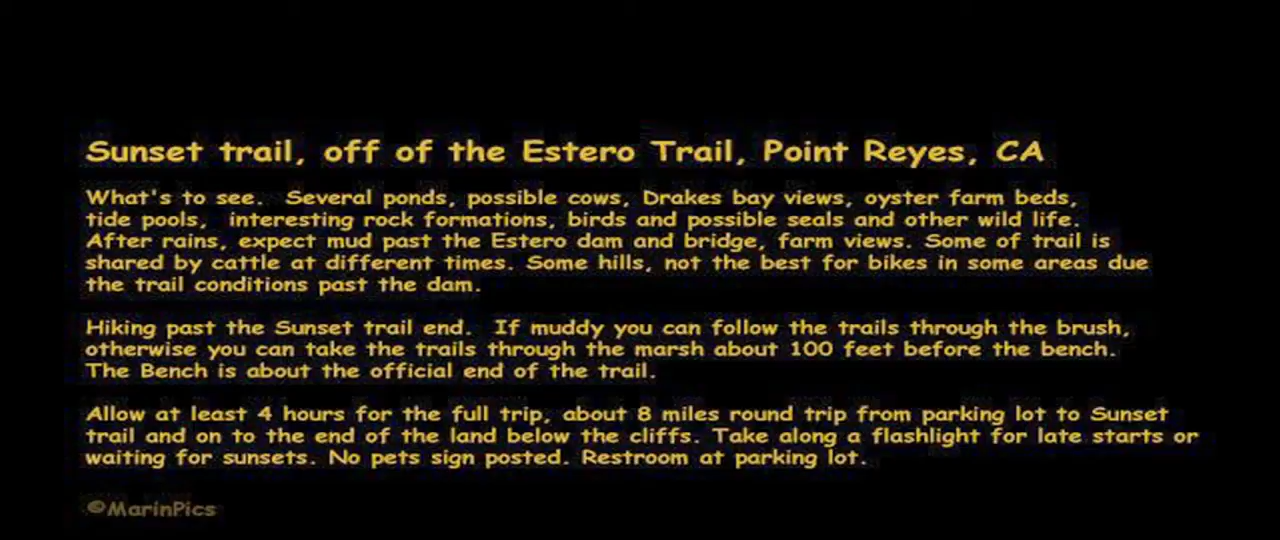 Sunset trail, off of the Estero Trail, Point Reyes, CA
What's to see.  Several ponds, possible cows, Drakes bay views, oyster farm beds,
tide pools,  interesting rock formations, birds and possible seals and other wild life.
After rains, expect mud past the Estero dam and bridge, farm views. Some of trail is
shared by cattle at different times. Some hills, not the best for bikes in some areas due
the trail conditions past the dam.
Hiking past the Sunset trail end.  If muddy you can follow the trails through the brush,
otherwise you can take the trails through the marsh about 100 feet before the bench.
The Bench is about the official end of the trail.
Allow at least 4 hours for the full trip, about 8 miles round trip from parking lot to Sunset
trail and on to the end of the land below the cliffs. Take along a flashlight for late starts or
waiting for sunsets. No pets sign posted. Restroom at parking lot.
©MarinPics